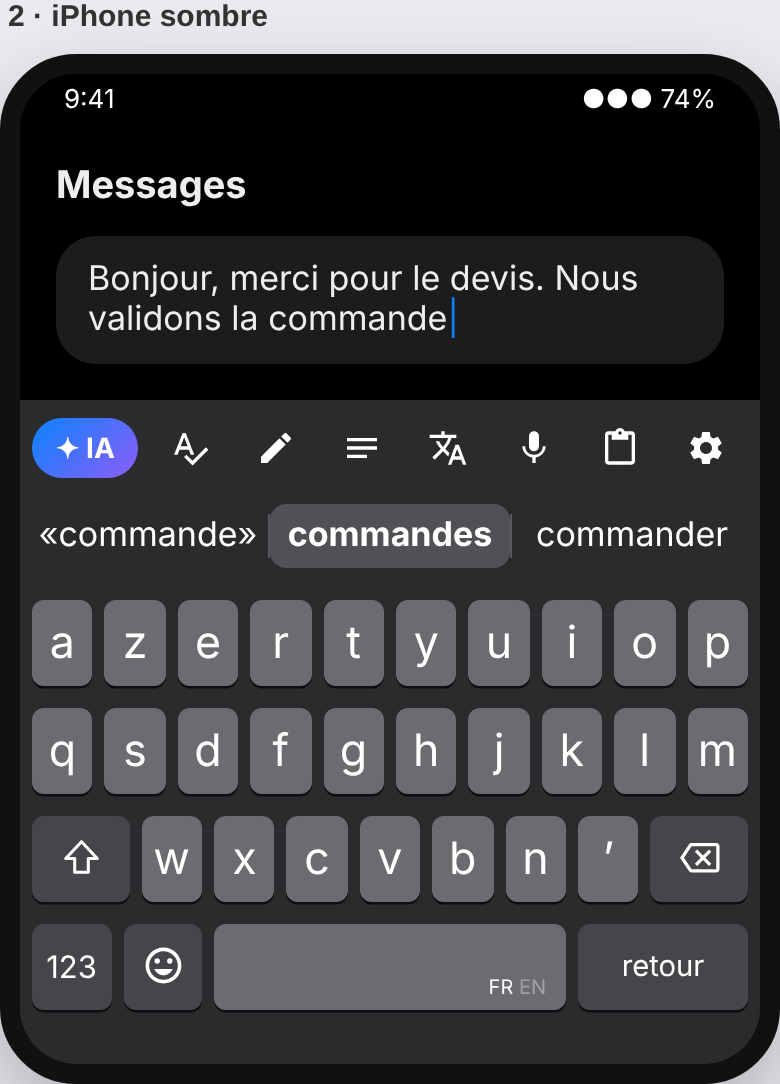 2 · iPhone sombre
9:41 74%
Messages
Bonjour, merci pour le devis. Nous
validons la commande
✦ IA
«commande» commandes commander
a z e r t y u i o p
q s d f g h j k l m
w x c v b n ′
123 FR EN retour